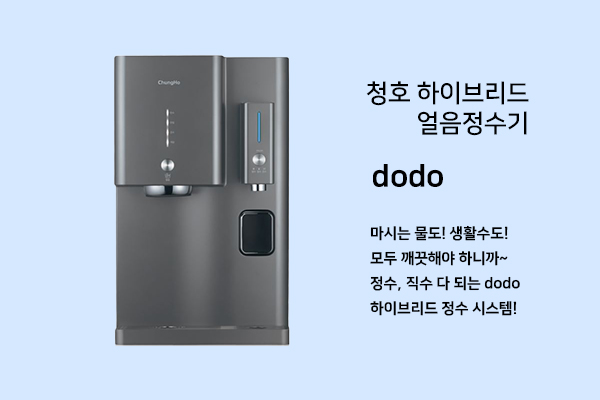 ChungHo
청호 하이브리드
얼음정수기
dodo
마시는 물도! 생활수도!
모두 깨끗해야 하니까~
정수, 직수 다 되는 dodo
하이브리드 정수 시스템!